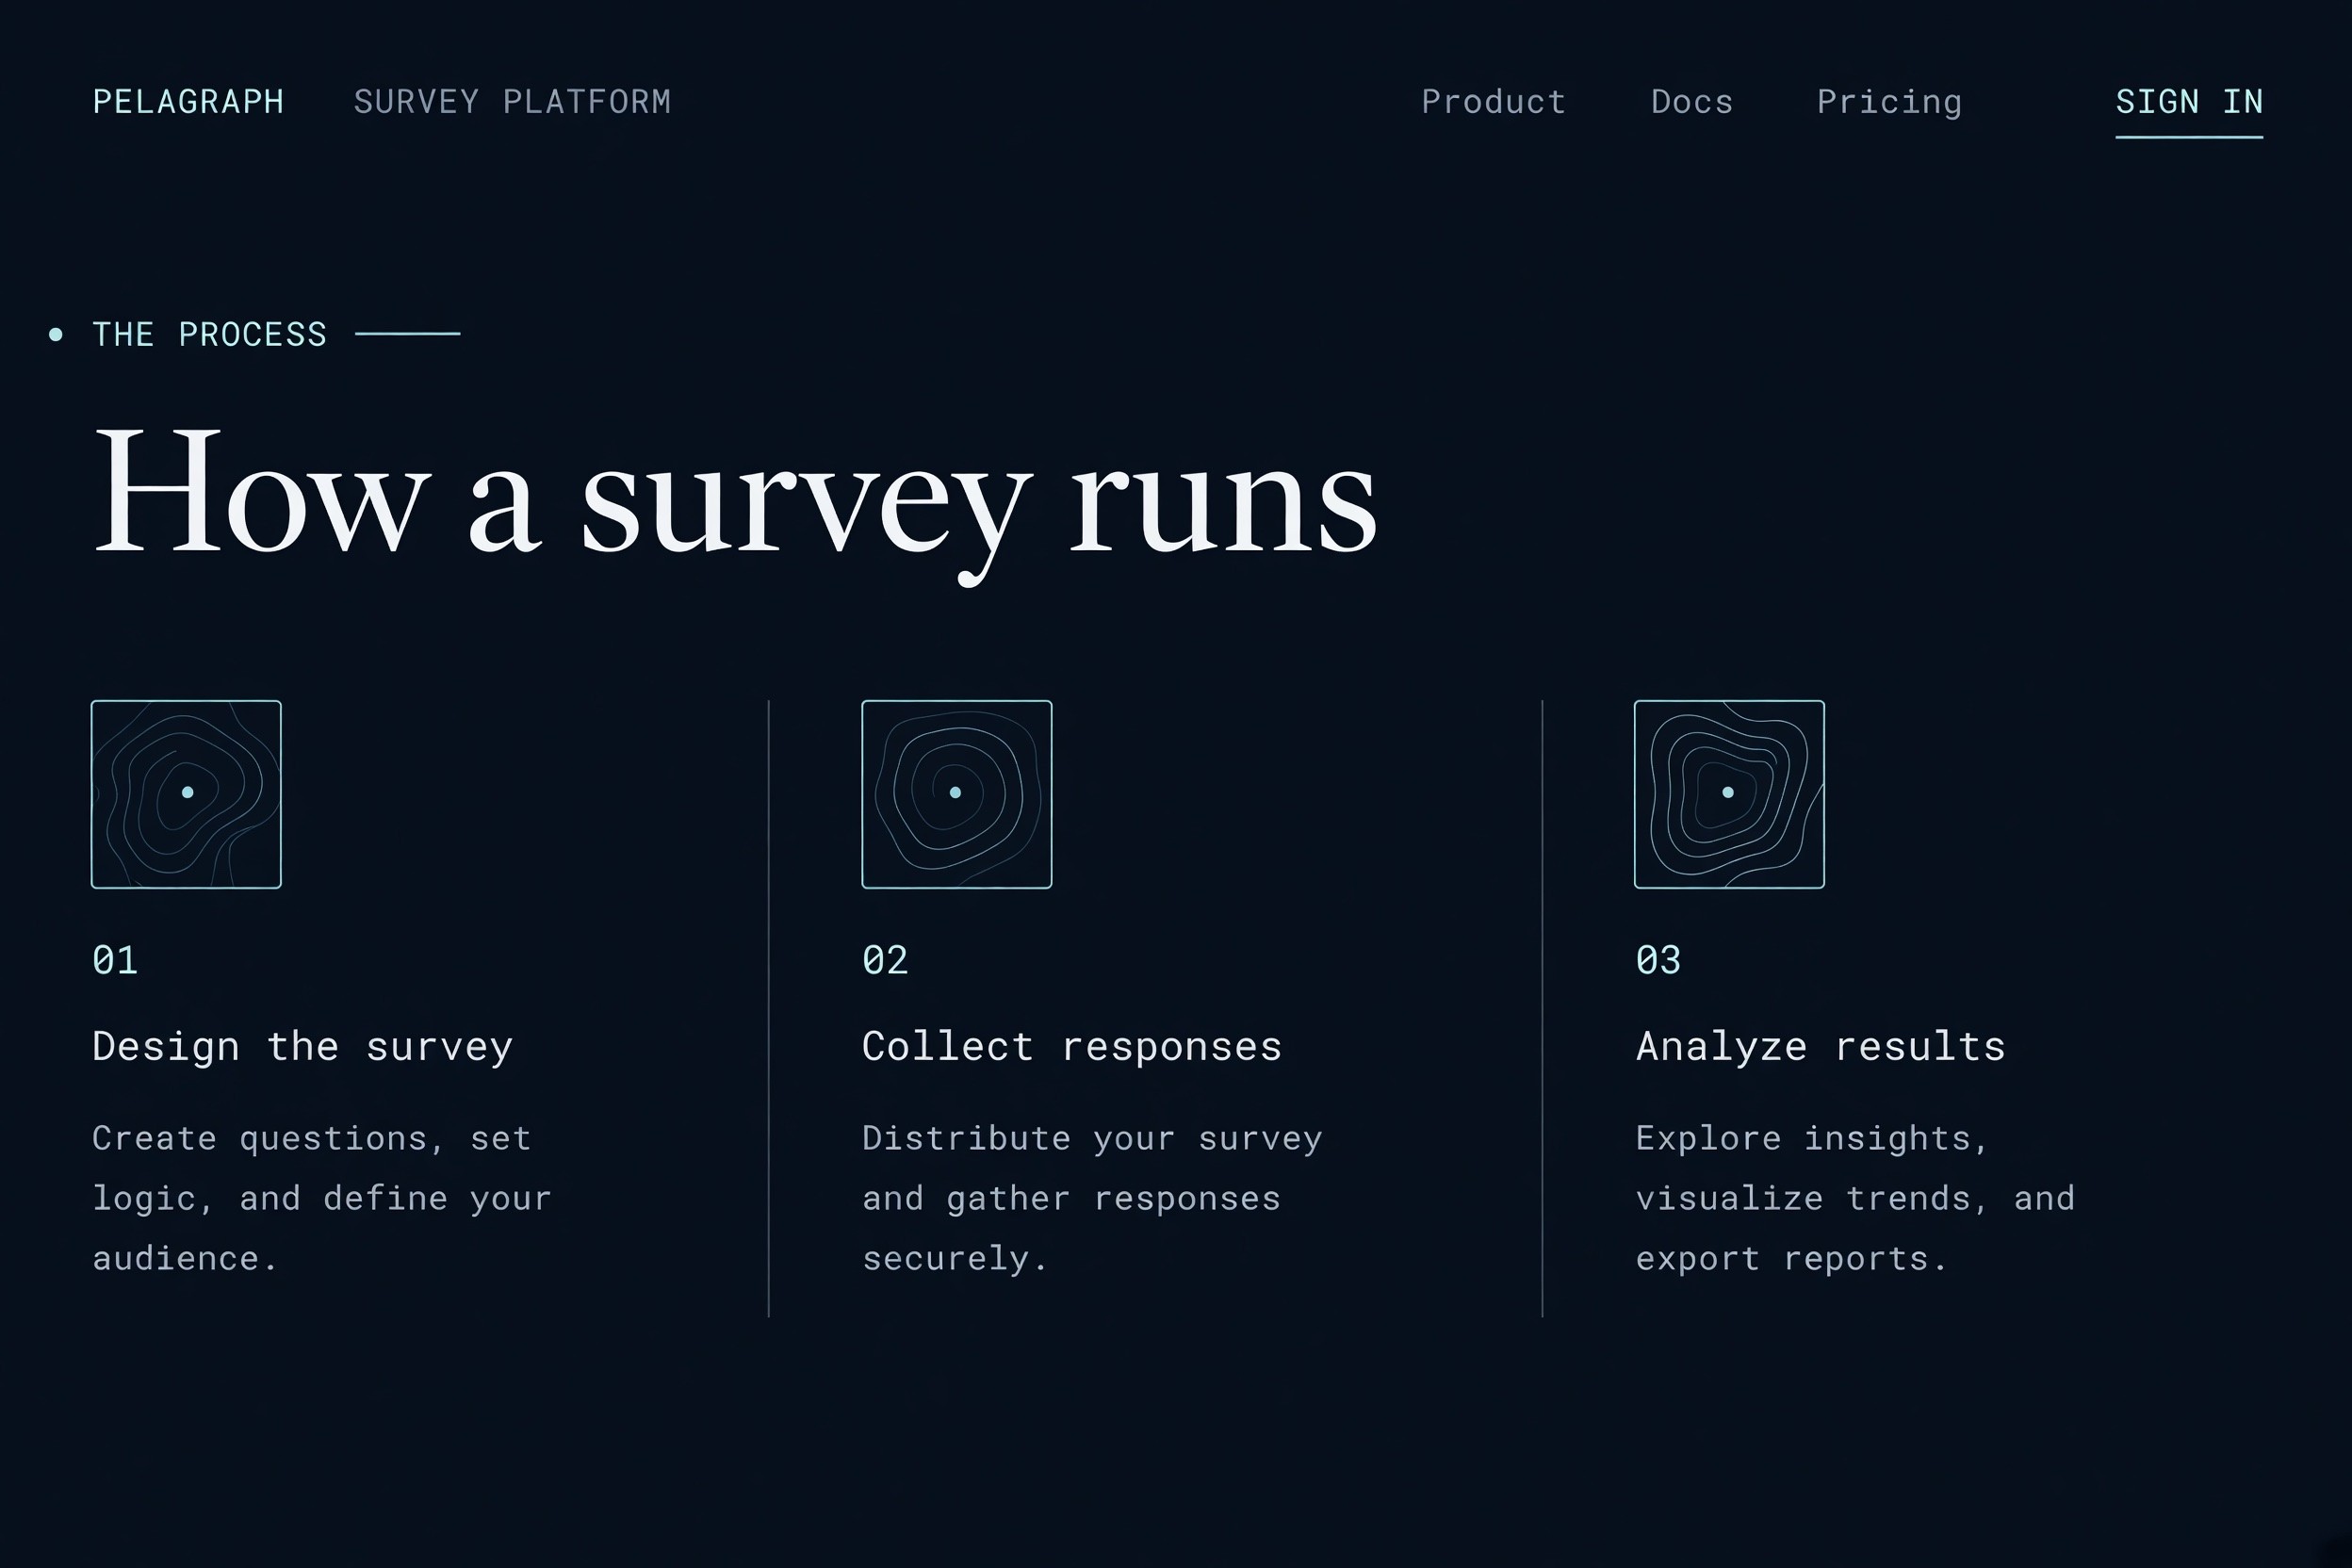 PELAGRAPH SURVEY PLATFORM Product Docs Pricing SIGN IN
THE PROCESS
How a survey runs
01
Design the survey
Create questions, set
logic, and define your
audience.
02
Collect responses
Distribute your survey
and gather responses
securely.
03
Analyze results
Explore insights,
visualize trends, and
export reports.